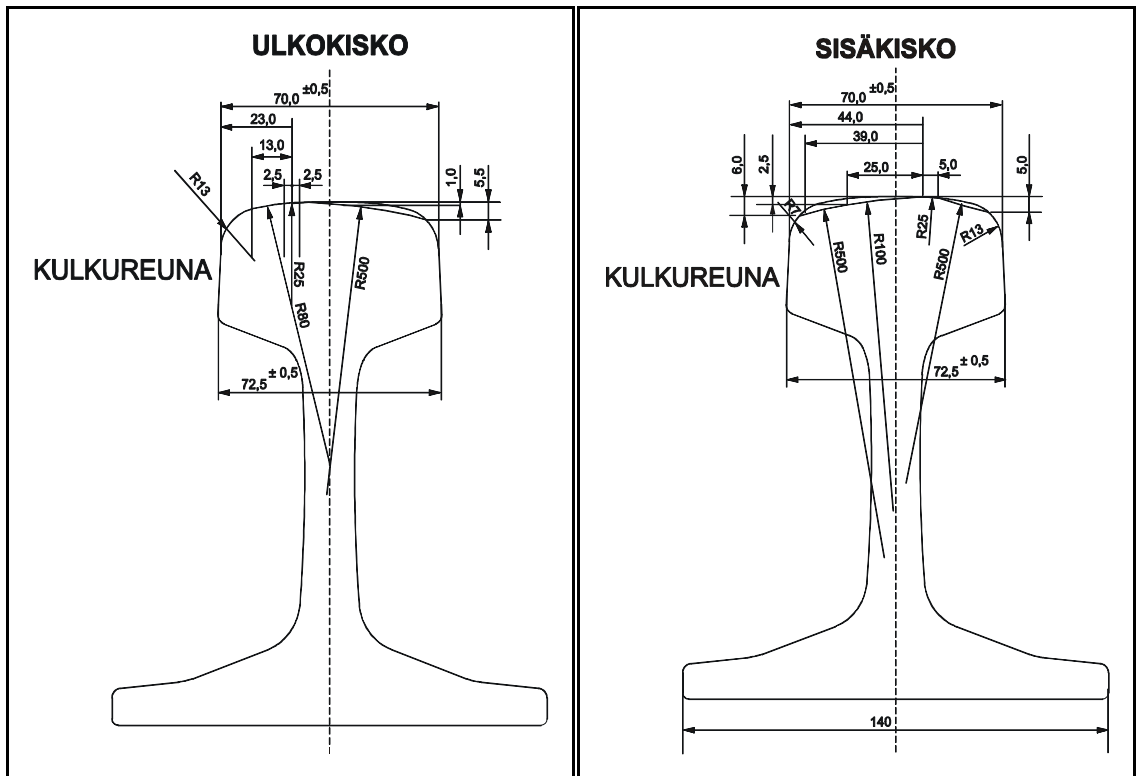 ULKOKISKO
70,0 ±0,5
23,0
13,0
2,5
2,5
1,0
5,5
R13
KULKUREUNA
R25
R500
R80
72,5 ± 0,5
SISÄKISKO
70,0 ±0,5
44,0
39,0
6,0
2,5
25,0
5,0
5,0
R7
R25
R13
KULKUREUNA
R500
R100
R500
72,5 ± 0,5
140